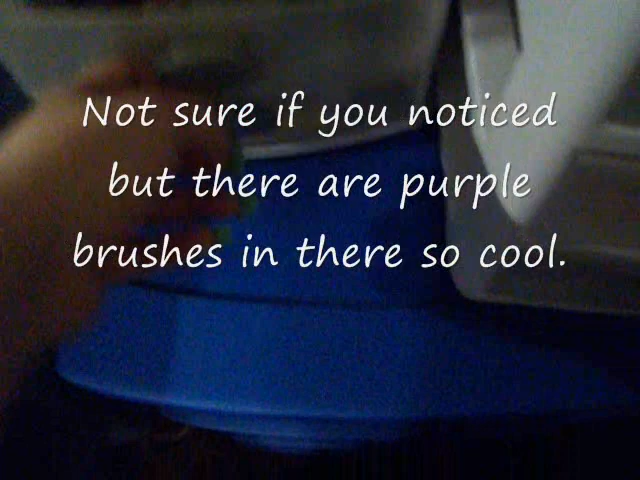 Not sure if you noticed
but there are purple
brushes in there so cool.